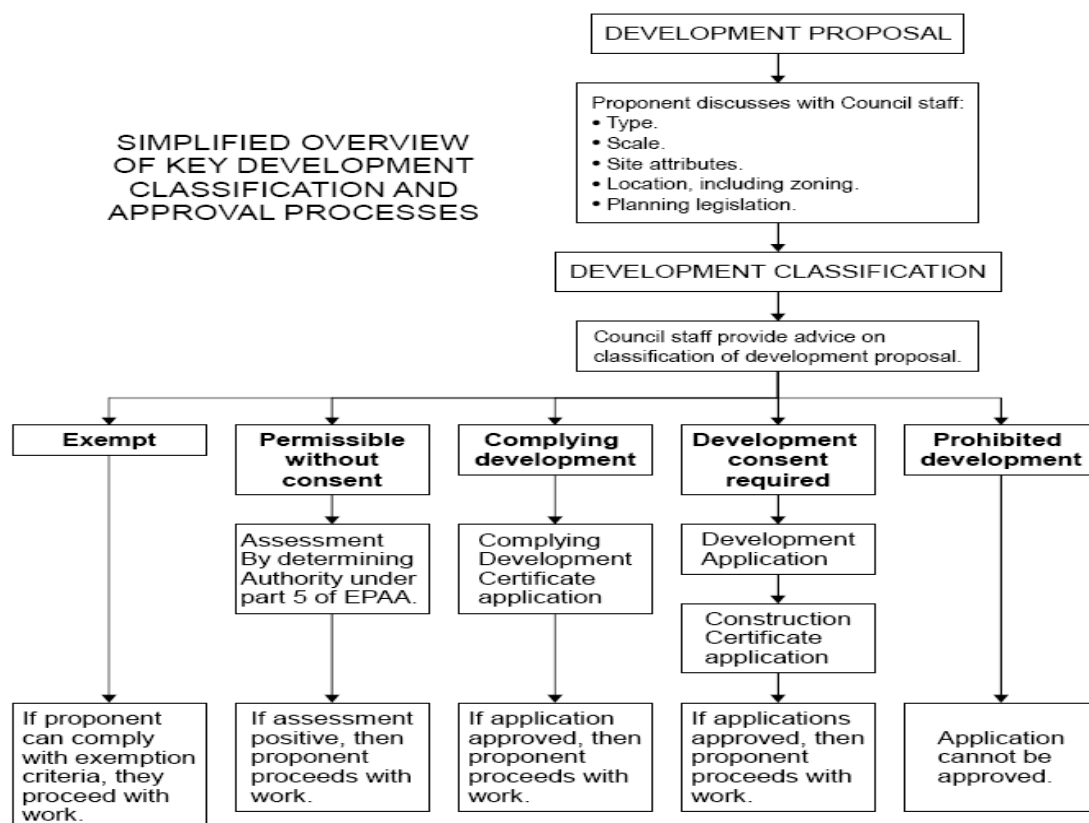 DEVELOPMENT PROPOSAL
Proponent discusses with Council staff:
• Type.
• Scale.
• Site attributes.
• Location, including zoning.
• Planning legislation.
SIMPLIFIED OVERVIEW
OF KEY DEVELOPMENT
CLASSIFICATION AND
APPROVAL PROCESSES
DEVELOPMENT CLASSIFICATION
Council staff provide advice on
classification of development proposal.
Exempt
Permissible
without
consent
Complying
development
Development
consent
required
Prohibited
development
Assessment
By determining
Authority under
part 5 of EPAA.
Complying
Development
Certificate
application
Development
Application
Construction
Certificate
application
If proponent
can comply
with exemption
criteria, they
proceed with
work.
If assessment
positive, then
proponent
proceeds with
work.
If application
approved, then
proponent
proceeds with
work.
If applications
approved, then
proponent
proceeds with
work.
Application
cannot be
approved.